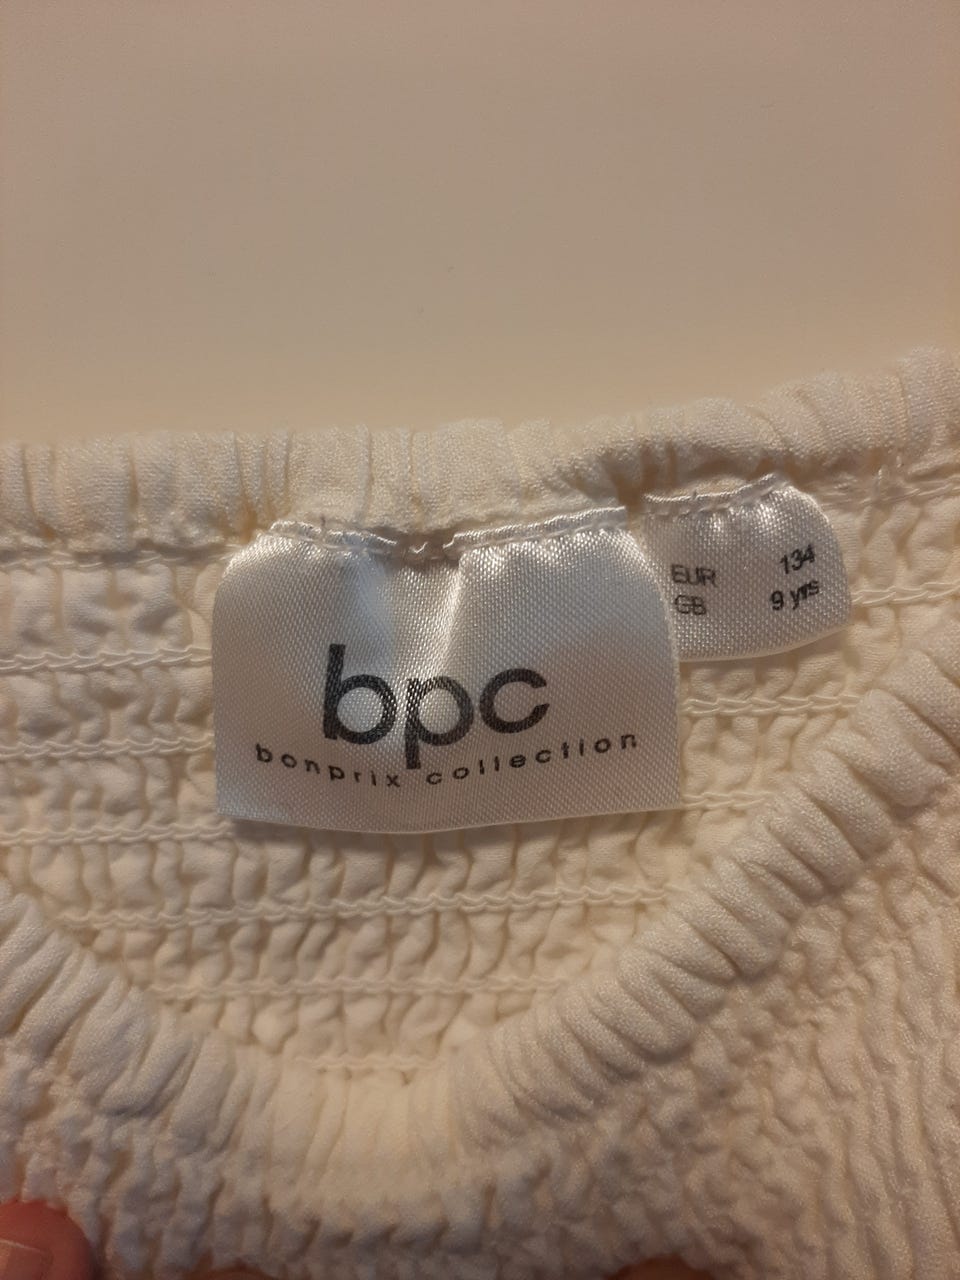 bpc
bonprix collection
EUR 134
GB 9 yrs